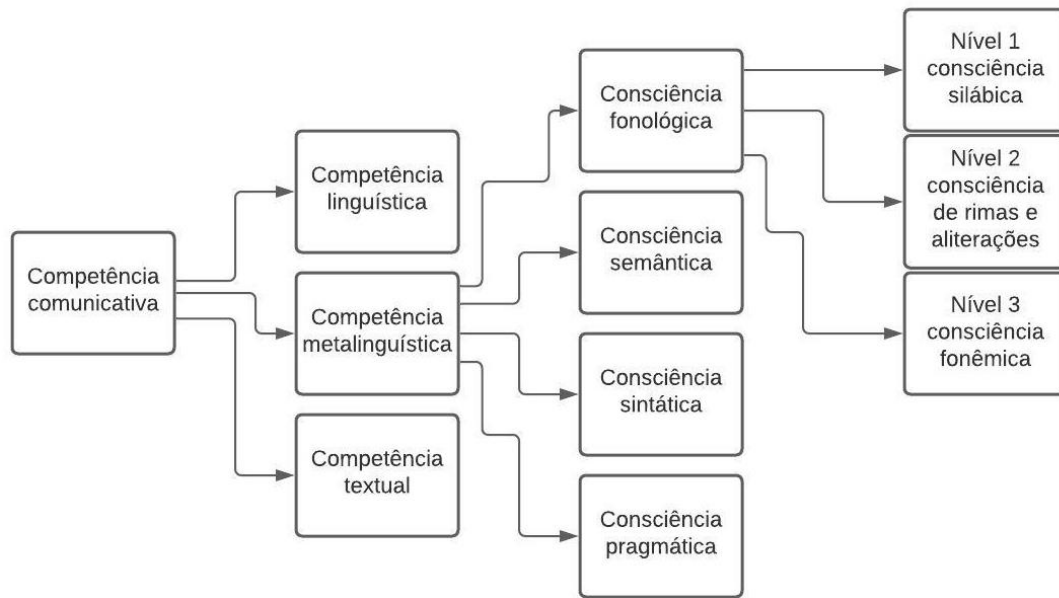 Competência
comunicativa
Competência
linguística
Competência
metalinguística
Competência
textual
Consciência
fonológica
Consciência
semântica
Consciência
sintática
Consciência
pragmática
Nível 1
consciência
silábica
Nível 2
consciência
de rimas e
aliterações
Nível 3
consciência
fonêmica